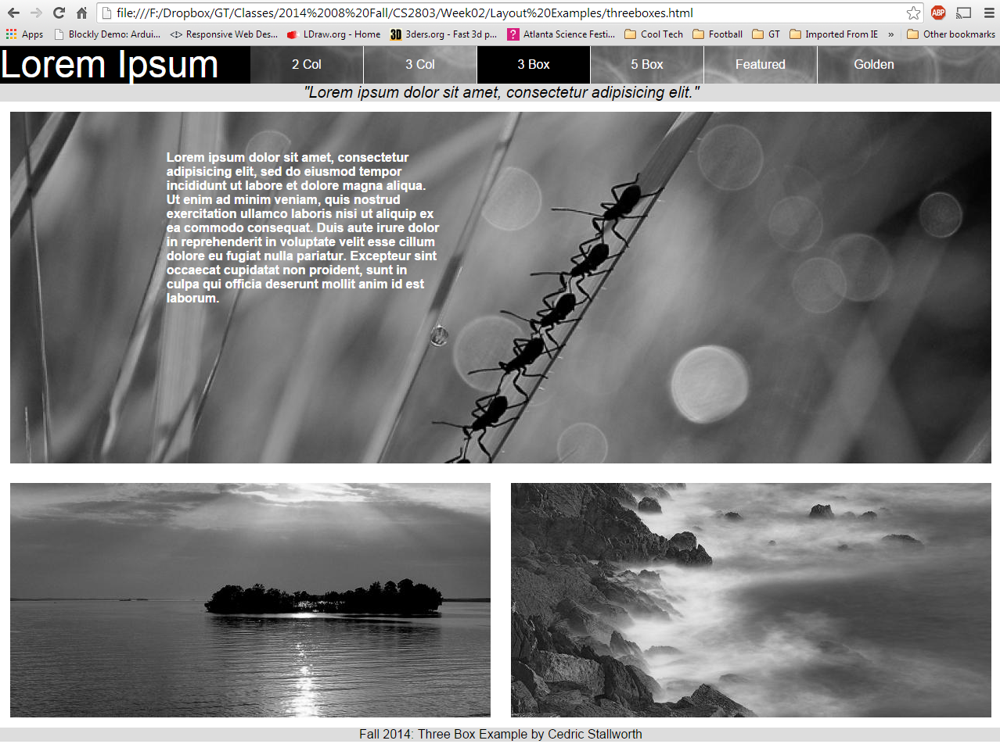 file:///F:/Dropbox/GT/Classes/2014%2008%20Fall/CS2803/Week02/Layout%20Examples/threeboxes.html
ABP
Apps Blockly Demo: Ardui... <> Responsive Web Des... LDraw.org - Home 3D 3ders.org - Fast 3d p... ? Atlanta Science Festi... Cool Tech Football GT Imported From IE » Other bookmarks
Lorem Ipsum 2 Col 3 Col 3 Box 5 Box Featured Golden
"Lorem ipsum dolor sit amet, consectetur adipisicing elit."
Lorem ipsum dolor sit amet, consectetur
adipisicing elit, sed do eiusmod tempor
incididunt ut labore et dolore magna aliqua.
Ut enim ad minim veniam, quis nostrud
exercitation ullamco laboris nisi ut aliquip ex
ea commodo consequat. Duis aute irure dolor
in reprehenderit in voluptate velit esse cillum
dolore eu fugiat nulla pariatur. Excepteur sint
occaecat cupidatat non proident, sunt in
culpa qui officia deserunt mollit anim id est
laborum.
Fall 2014: Three Box Example by Cedric Stallworth